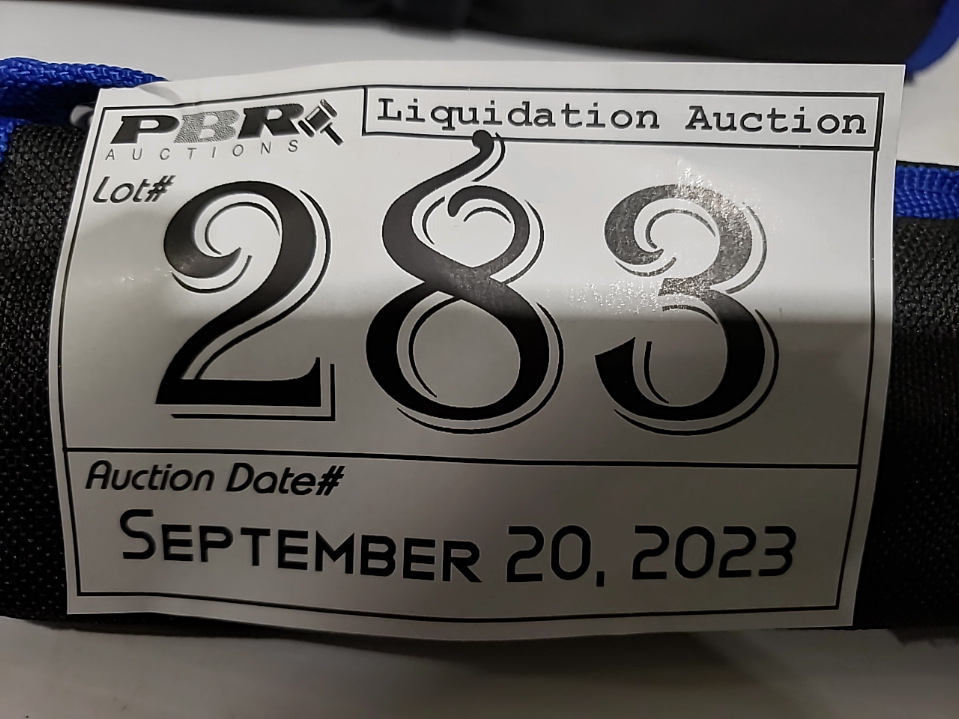 PBR
AUCTIONS
Liquidation Auction
Lot#
283
Auction Date#
SEPTEMBER 20, 2023